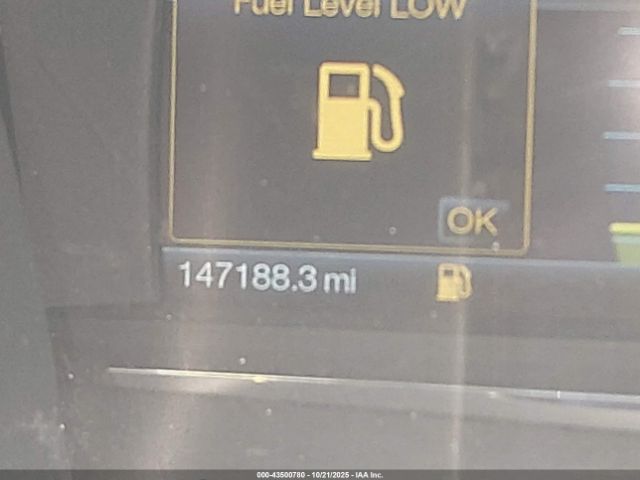 Fuel Level LOW
OK
147188.3 mi
000-43500780 - 10/21/2025 - IAA Inc.